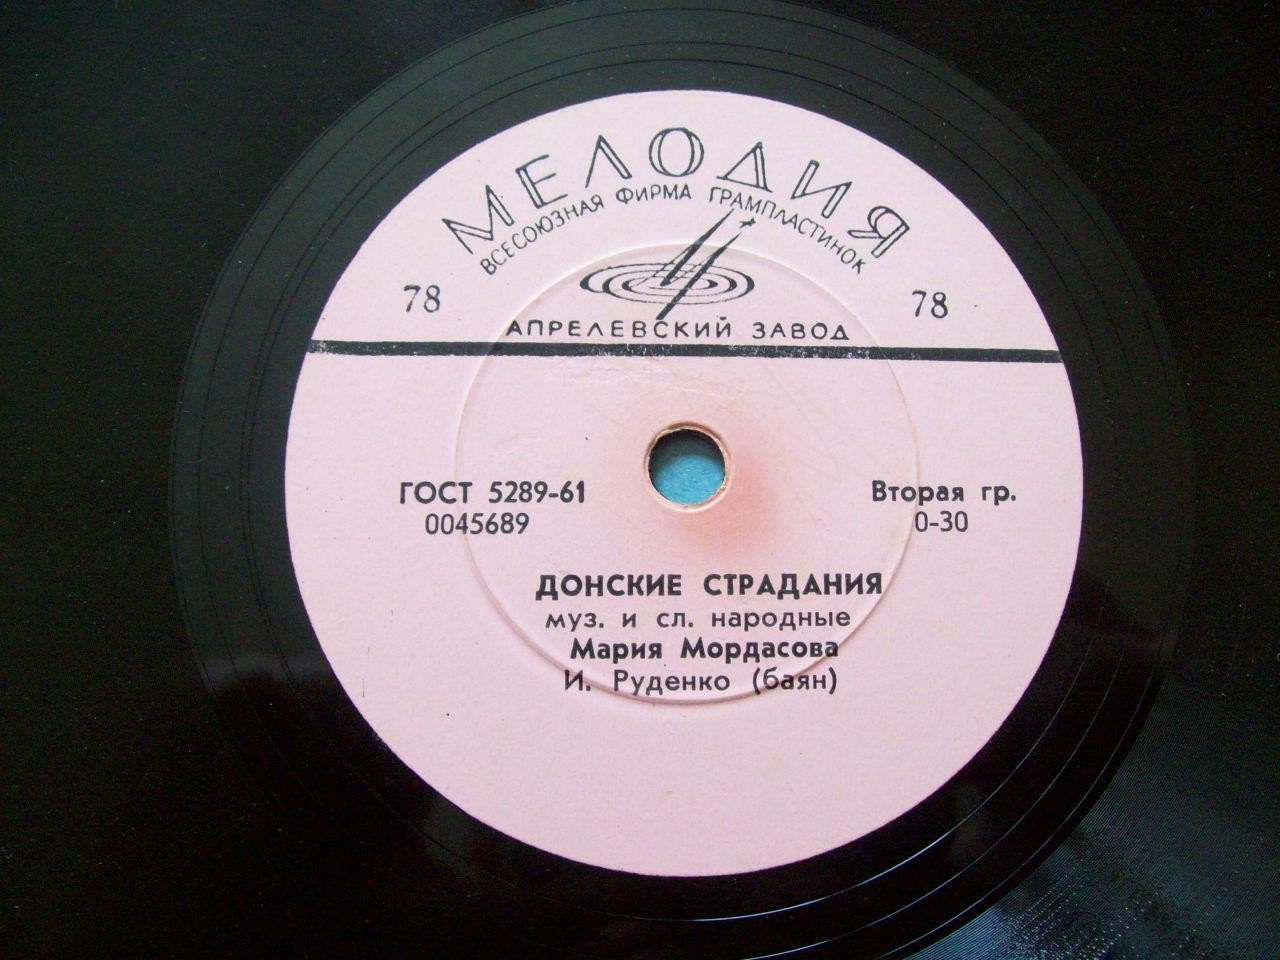 МЕЛОДИЯ
ВСЕСОЮЗНАЯ ФИРМА ГРАМПЛАСТИНОК
78
78
АПРЕЛЕВСКИЙ ЗАВОД
ГОСТ 5289-61
Вторая гр.
0045689
0-30
ДОНСКИЕ СТРАДАНИЯ
муз. и сл. народные
Мария Мордасова
И. Руденко (баян)